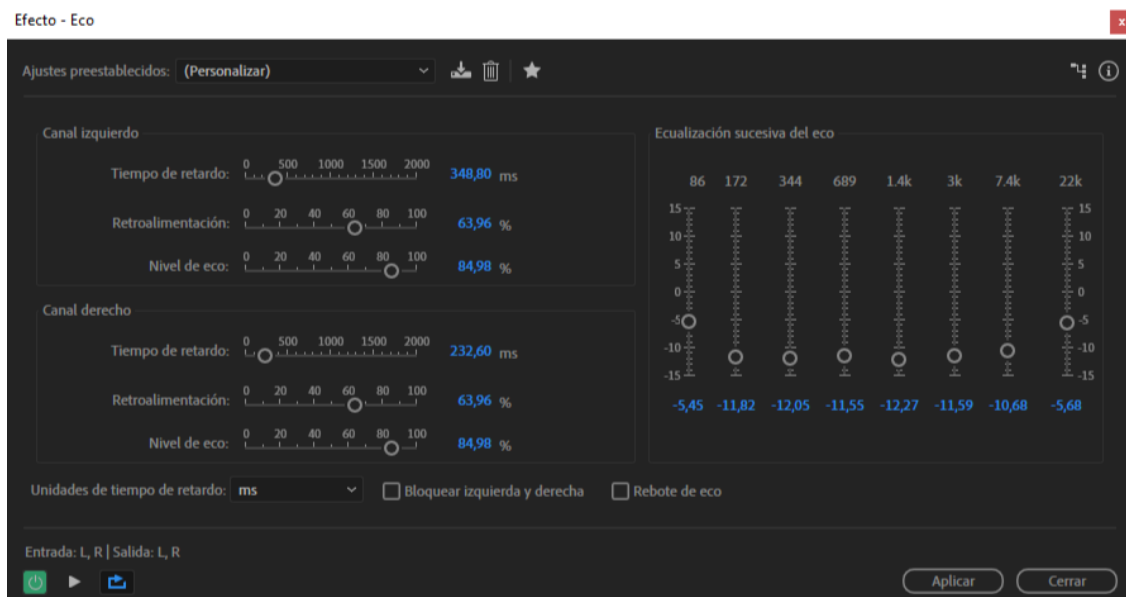 Efecto - Eco
x
Ajustes preestablecidos: (Personalizar)
Canal izquierdo
Tiempo de retardo: 0 500 1000 1500 2000 348,80 ms
Retroalimentación: 0 20 40 60 80 100 63,96 %
Nivel de eco: 0 20 40 60 80 100 84,98 %
Canal derecho
Tiempo de retardo: 0 500 1000 1500 2000 232,60 ms
Retroalimentación: 0 20 40 60 80 100 63,96 %
Nivel de eco: 0 20 40 60 80 100 84,98 %
Ecualización sucesiva del eco
86 172 344 689 1.4k 3k 7.4k 22k
15 15
10 10
5 5
0 0
-5 -5
-10 -10
-15 -15
-5,45 -11,82 -12,05 -11,55 -12,27 -11,59 -10,68 -5,68
Unidades de tiempo de retardo: ms Bloquear izquierda y derecha Rebote de eco
Entrada: L, R | Salida: L, R
Aplicar Cerrar